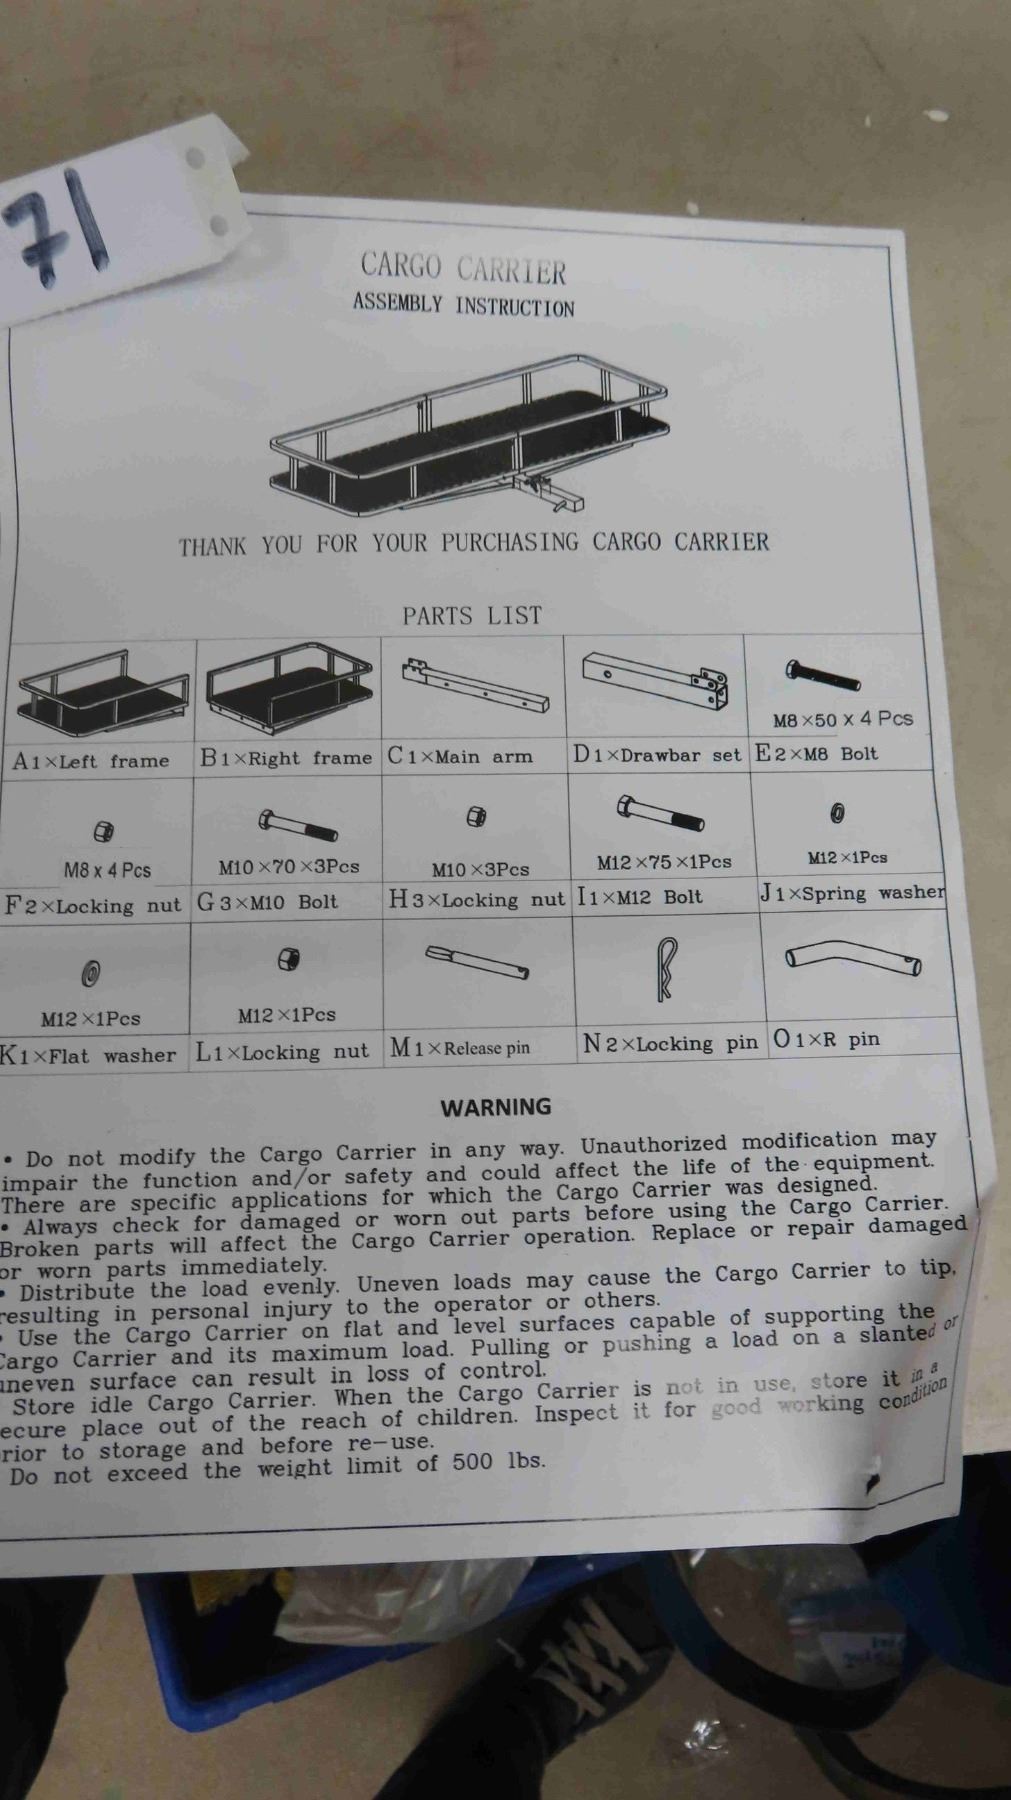 71
CARGO CARRIER
ASSEMBLY INSTRUCTION
THANK YOU FOR YOUR PURCHASING CARGO CARRIER
PARTS LIST
M8×50 x 4 Pcs
A1×Left frame B1×Right frame C1×Main arm D1×Drawbar set E2×M8 Bolt
M8 x 4 Pcs M10×70×3Pcs M10×3Pcs M12×75×1Pcs M12×1Pcs
F2×Locking nut G3×M10 Bolt H3×Locking nut I1×M12 Bolt J1×Spring washer
M12×1Pcs M12×1Pcs
K1×Flat washer L1×Locking nut M1×Release pin N2×Locking pin O1×R pin
WARNING
• Do not modify the Cargo Carrier in any way. Unauthorized modification may
impair the function and/or safety and could affect the life of the equipment.
There are specific applications for which the Cargo Carrier was designed.
• Always check for damaged or worn out parts before using the Cargo Carrier.
Broken parts will affect the Cargo Carrier operation. Replace or repair damaged
or worn parts immediately.
• Distribute the load evenly. Uneven loads may cause the Cargo Carrier to tip,
resulting in personal injury to the operator or others.
• Use the Cargo Carrier on flat and level surfaces capable of supporting the
Cargo Carrier and its maximum load. Pulling or pushing a load on a slanted or
uneven surface can result in loss of control.
Store idle Cargo Carrier. When the Cargo Carrier is not in use, store it in a
ecure place out of the reach of children. Inspect it for good working condition
rior to storage and before re-use.
Do not exceed the weight limit of 500 lbs.